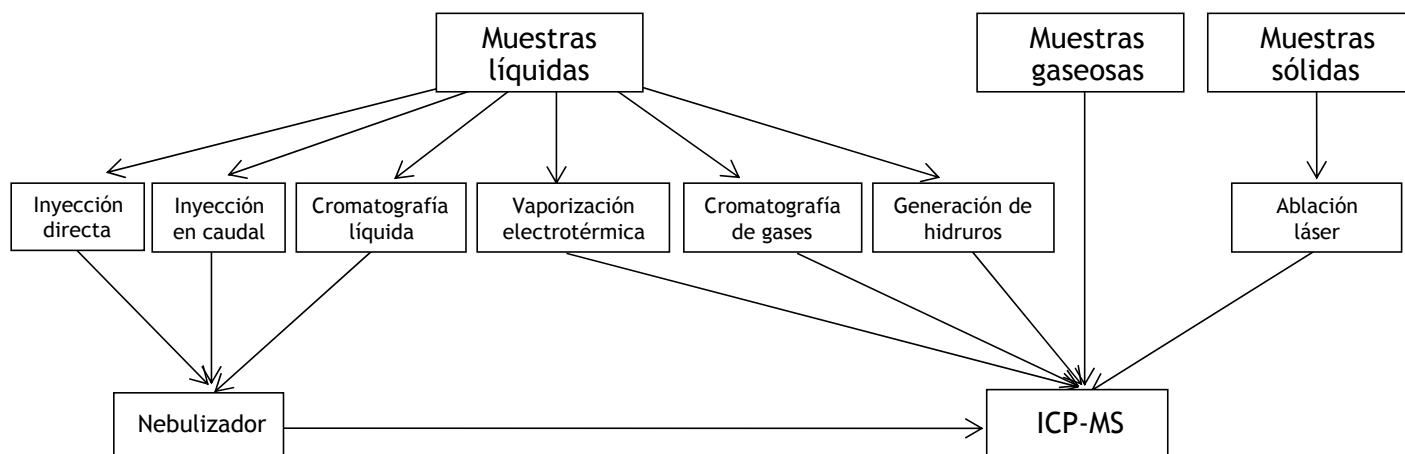 Muestras
líquidas
Muestras
gaseosas
Muestras
sólidas
Inyección
directa
Inyección
en caudal
Cromatografía
líquida
Vaporización
electrotérmica
Cromatografía
de gases
Generación de
hidruros
Ablación
láser
Nebulizador
ICP-MS